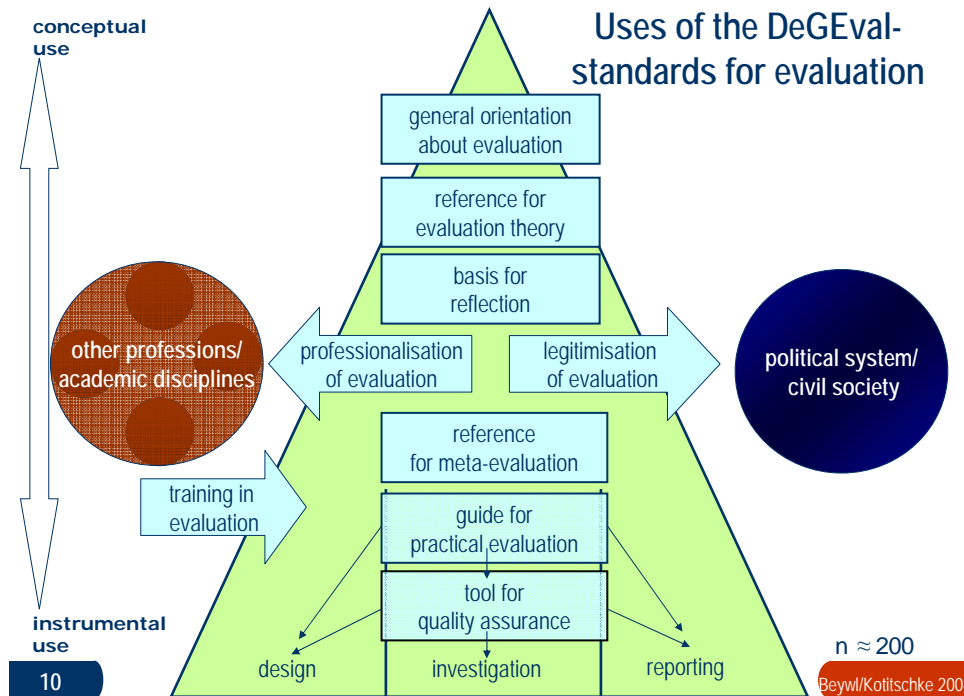 conceptual
use
Uses of the DeGEval-
standards for evaluation
general orientation
about evaluation
reference for
evaluation theory
basis for
reflection
other professions/
academic disciplines
professionalisation
of evaluation
legitimisation
of evaluation
political system/
civil society
reference
for meta-evaluation
training in
evaluation
guide for
practical evaluation
tool for
quality assurance
instrumental
use
design
investigation
reporting
n ≈ 200
10
Beywl/Kotitschke 200